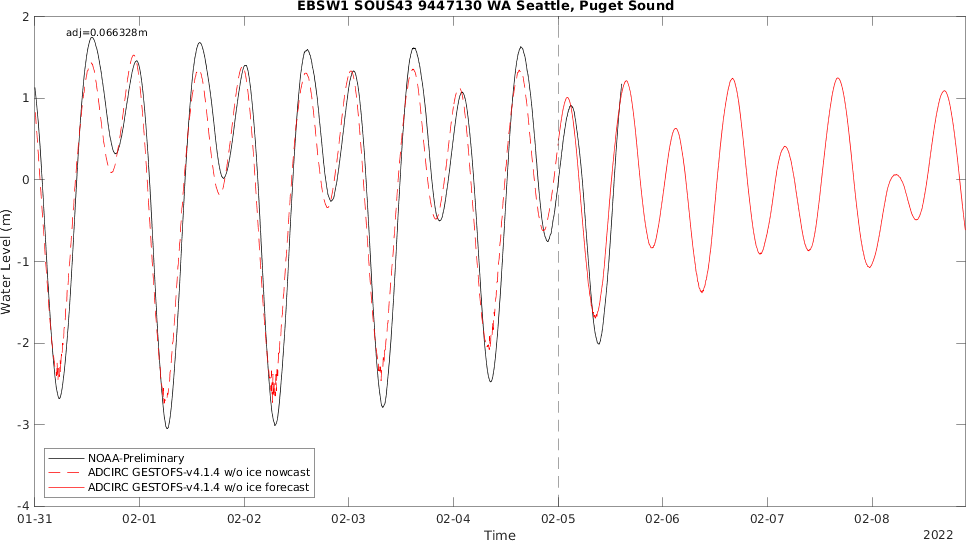 EBSW1 SOUS43 9447130 WA Seattle, Puget Sound
2
adj=0.066328m
1
0
-1
-2
-3
-4
Water Level (m)
NOAA-Preliminary
ADCIRC GESTOFS-v4.1.4 w/o ice nowcast
ADCIRC GESTOFS-v4.1.4 w/o ice forecast
01-31 02-01 02-02 02-03 02-04 02-05 02-06 02-07 02-08
Time
2022